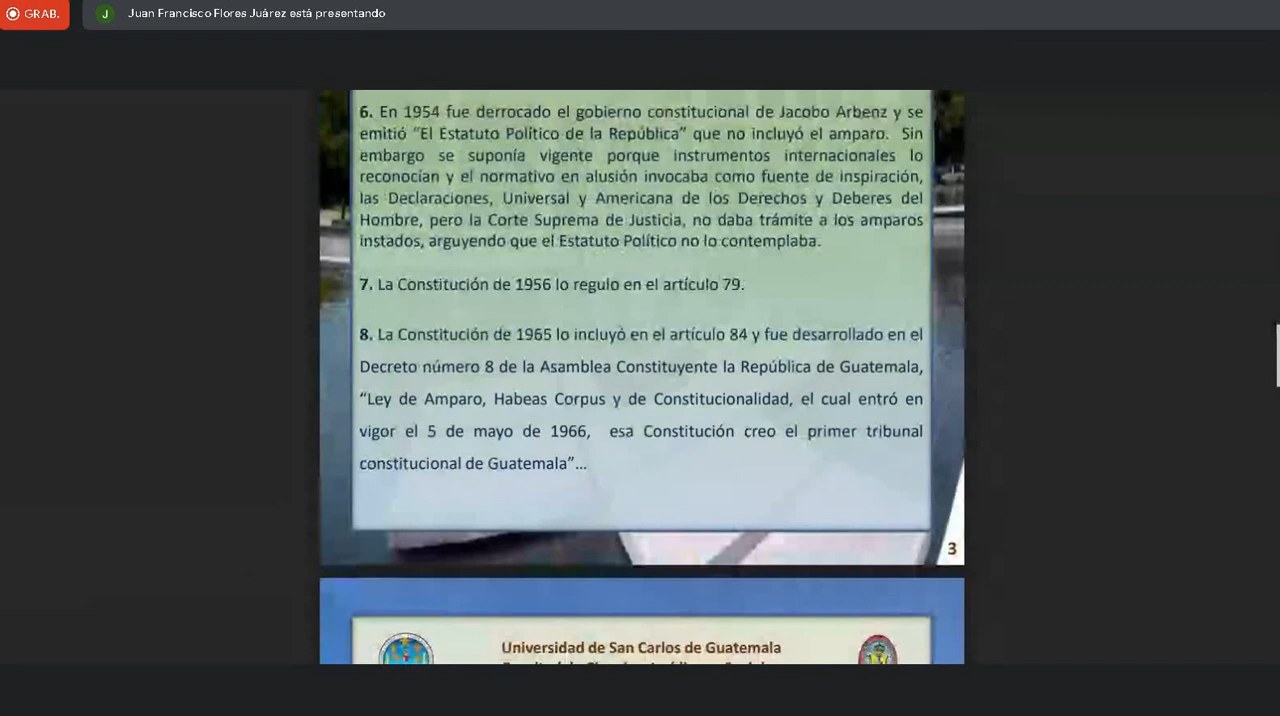 GRAB.
J
Juan Francisco Flores Juárez está presentando
6. En 1954 fue derrocado el gobierno constitucional de Jacobo Arbenz y se
emitió “El Estatuto Político de la República” que no incluyó el amparo. Sin
embargo se suponía vigente porque instrumentos internacionales lo
reconocían y el normativo en alusión invocaba como fuente de inspiración,
las Declaraciones, Universal y Americana de los Derechos y Deberes del
Hombre, pero la Corte Suprema de Justicia, no daba trámite a los amparos
instados, arguyendo que el Estatuto Político no lo contemplaba.
7. La Constitución de 1956 lo regulo en el artículo 79.
8. La Constitución de 1965 lo incluyò en el artículo 84 y fue desarrollado en el
Decreto número 8 de la Asamblea Constituyente la República de Guatemala,
“Ley de Amparo, Habeas Corpus y de Constitucionalidad, el cual entró en
vigor el 5 de mayo de 1966, esa Constitución creo el primer tribunal
constitucional de Guatemala”...
3
Universidad de San Carlos de Guatemala